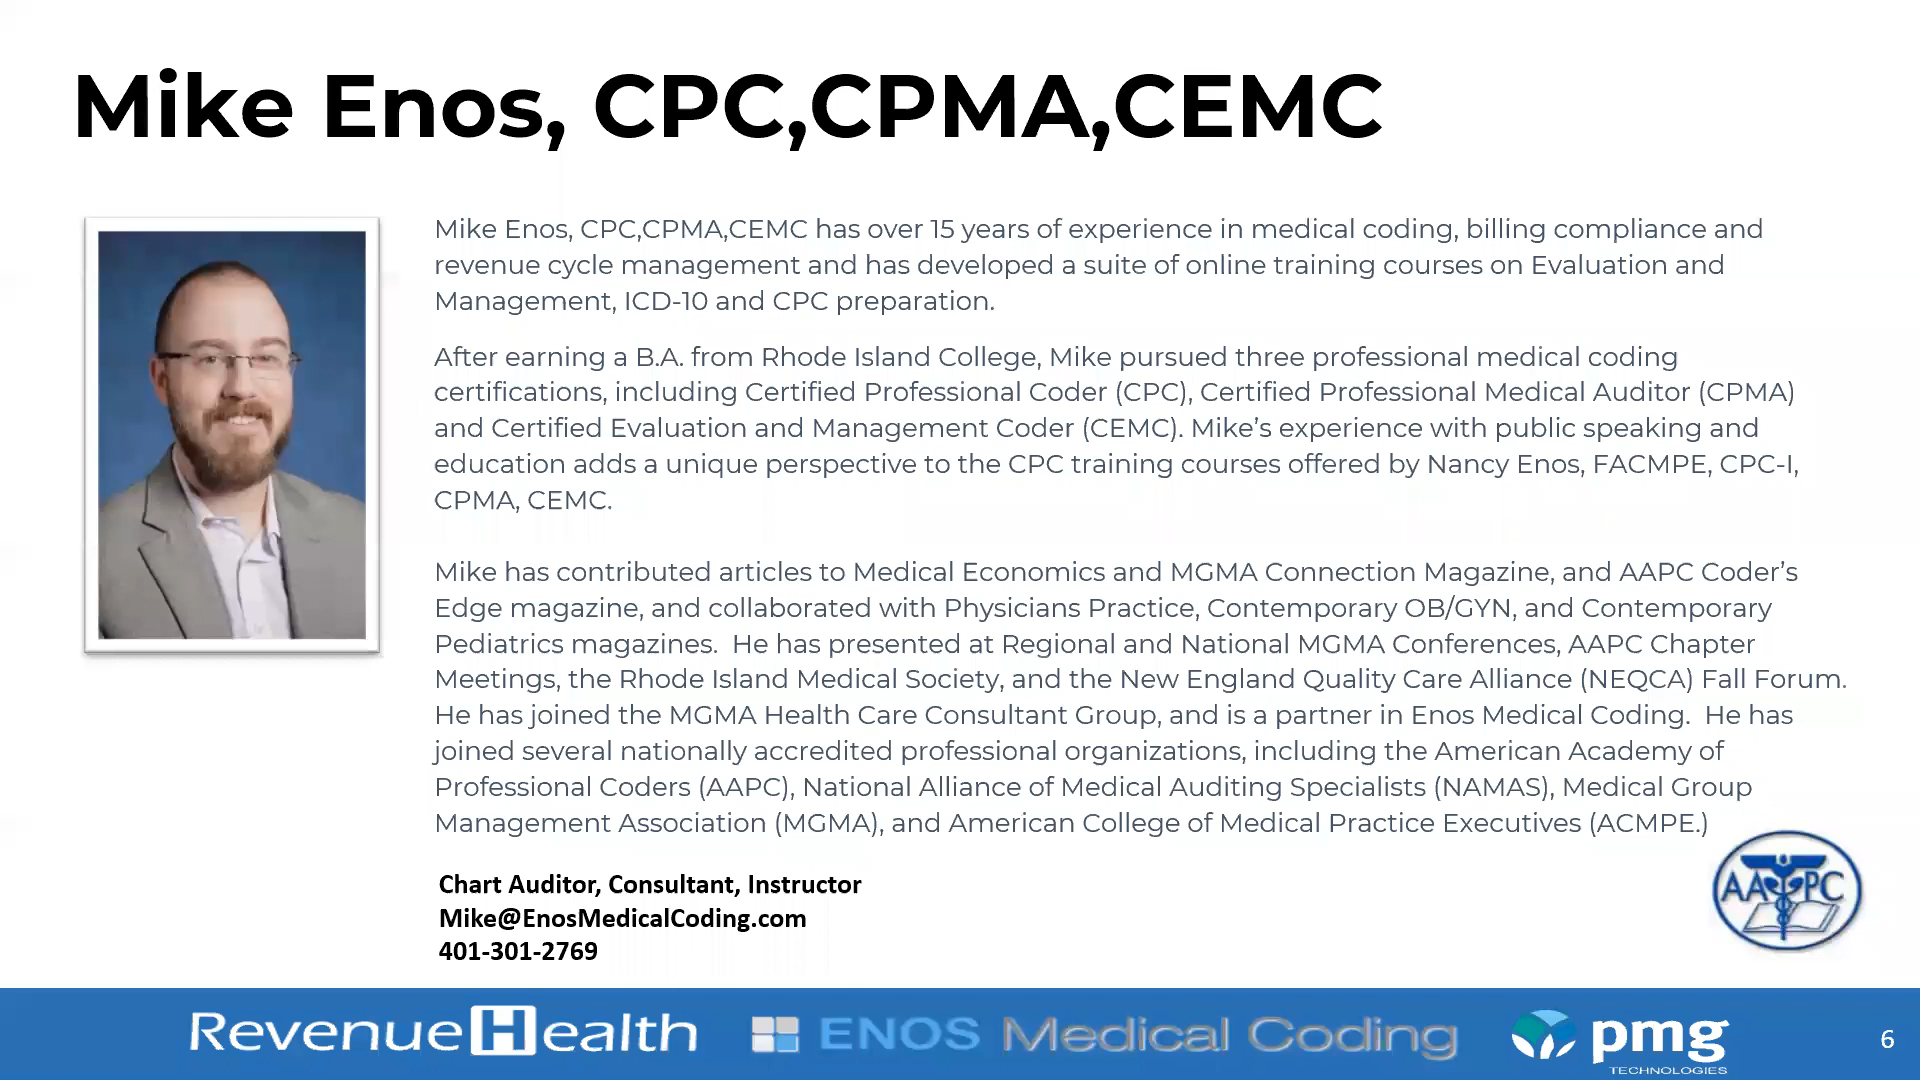 Mike Enos, CPC,CPMA,CEMC
Mike Enos, CPC,CPMA,CEMC has over 15 years of experience in medical coding, billing compliance and
revenue cycle management and has developed a suite of online training courses on Evaluation and
Management, ICD-10 and CPC preparation.
After earning a B.A. from Rhode Island College, Mike pursued three professional medical coding
certifications, including Certified Professional Coder (CPC), Certified Professional Medical Auditor (CPMA)
and Certified Evaluation and Management Coder (CEMC). Mike’s experience with public speaking and
education adds a unique perspective to the CPC training courses offered by Nancy Enos, FACMPE, CPC-I,
CPMA, CEMC.
Mike has contributed articles to Medical Economics and MGMA Connection Magazine, and AAPC Coder’s
Edge magazine, and collaborated with Physicians Practice, Contemporary OB/GYN, and Contemporary
Pediatrics magazines.  He has presented at Regional and National MGMA Conferences, AAPC Chapter
Meetings, the Rhode Island Medical Society, and the New England Quality Care Alliance (NEQCA) Fall Forum.
He has joined the MGMA Health Care Consultant Group, and is a partner in Enos Medical Coding.  He has
joined several nationally accredited professional organizations, including the American Academy of
Professional Coders (AAPC), National Alliance of Medical Auditing Specialists (NAMAS), Medical Group
Management Association (MGMA), and American College of Medical Practice Executives (ACMPE.)
Chart Auditor, Consultant, Instructor
Mike@EnosMedicalCoding.com
401-301-2769
AAPC
RevenueHealth
ENOS Medical Coding
pmg
TECHNOLOGIES
6